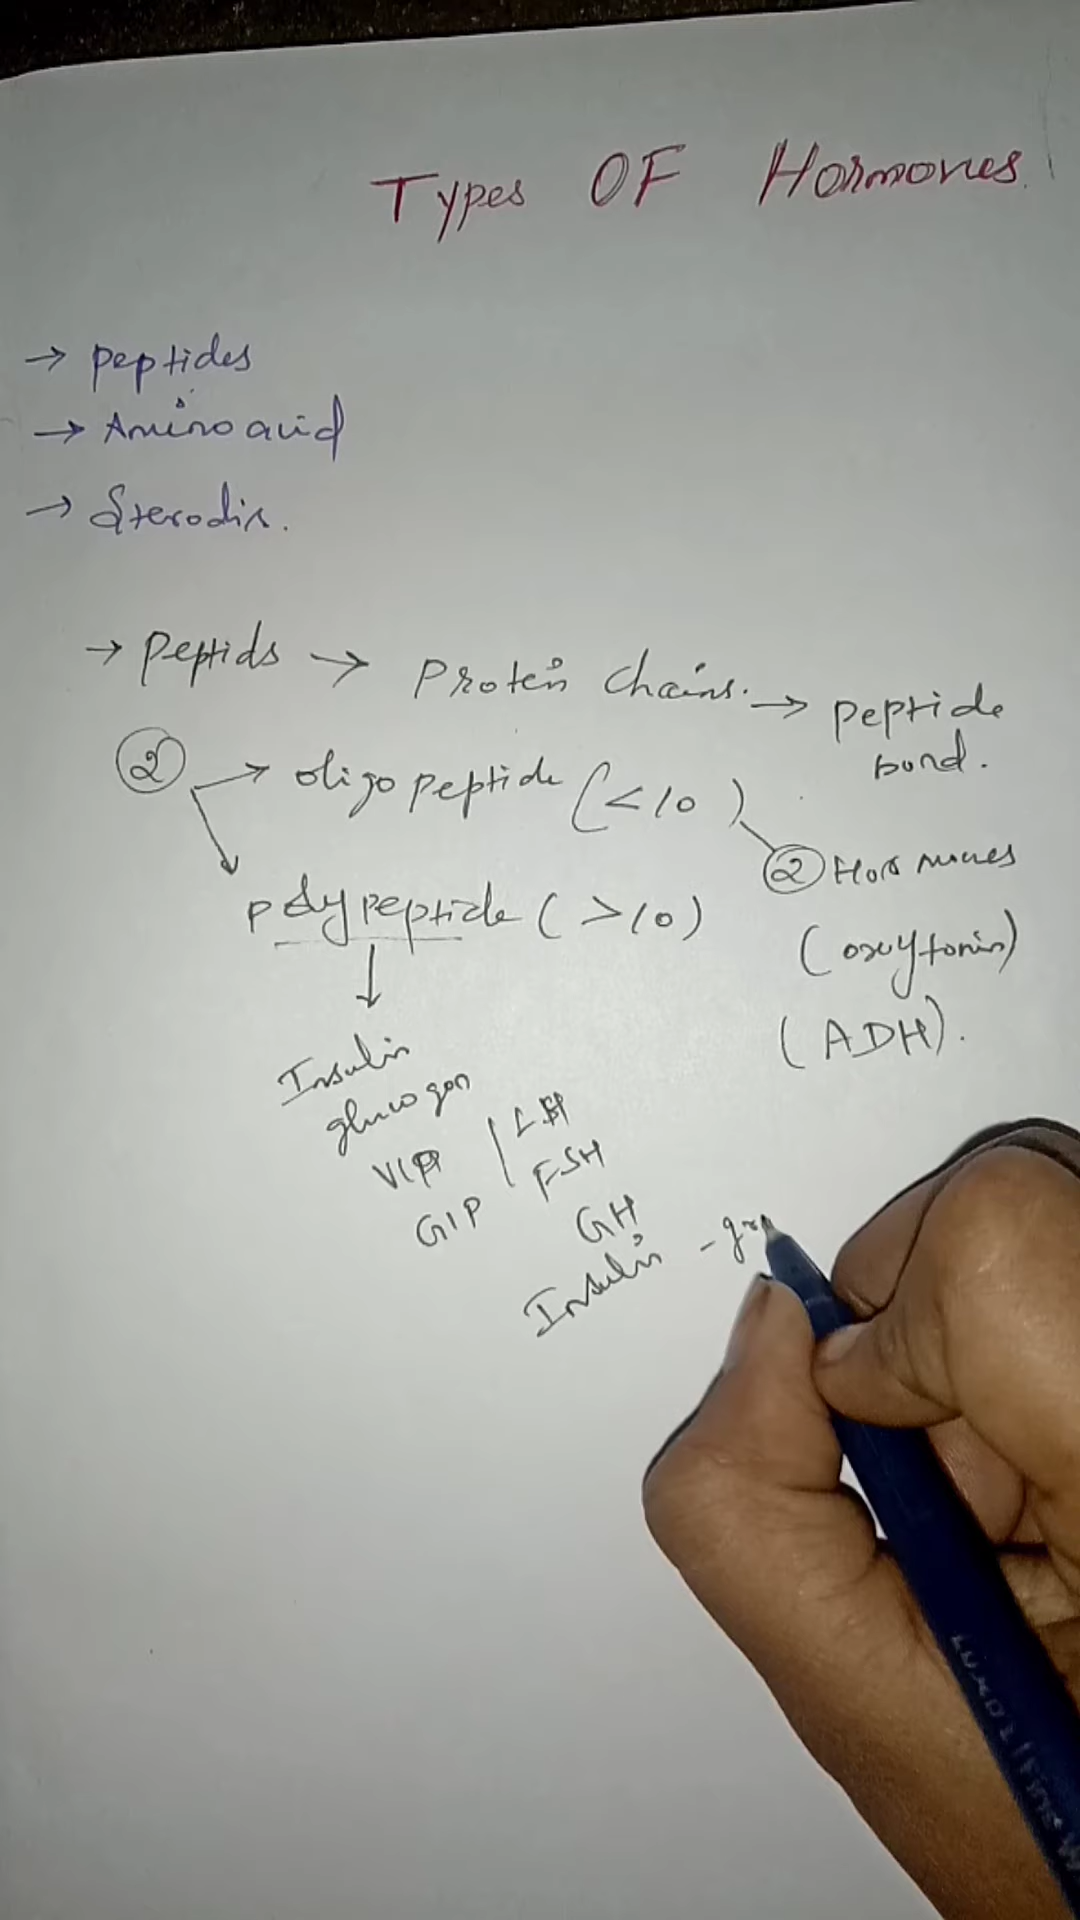 Types OF Hormones
→ peptides
→ Amino acid
→ Sterodis.
→ Peptids → Protein chains. → peptide
bond.
② → oligo peptide (<10)
② Hormones
polypeptide (>10)
(oxytonin)
(ADH).
Insulin
glucogon
VIP | LH
GIP FSH
GH
Insulin - gr